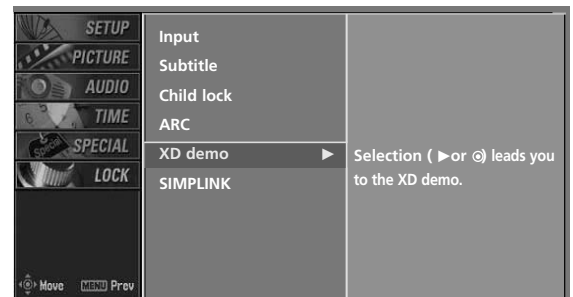 SETUP
PICTURE
AUDIO
TIME
SPECIAL
LOCK
Move MENU Prev
Input
Subtitle
Child lock
ARC
XD demo ▶
SIMPLINK
Selection ( ▶or ◉) leads you
to the XD demo.